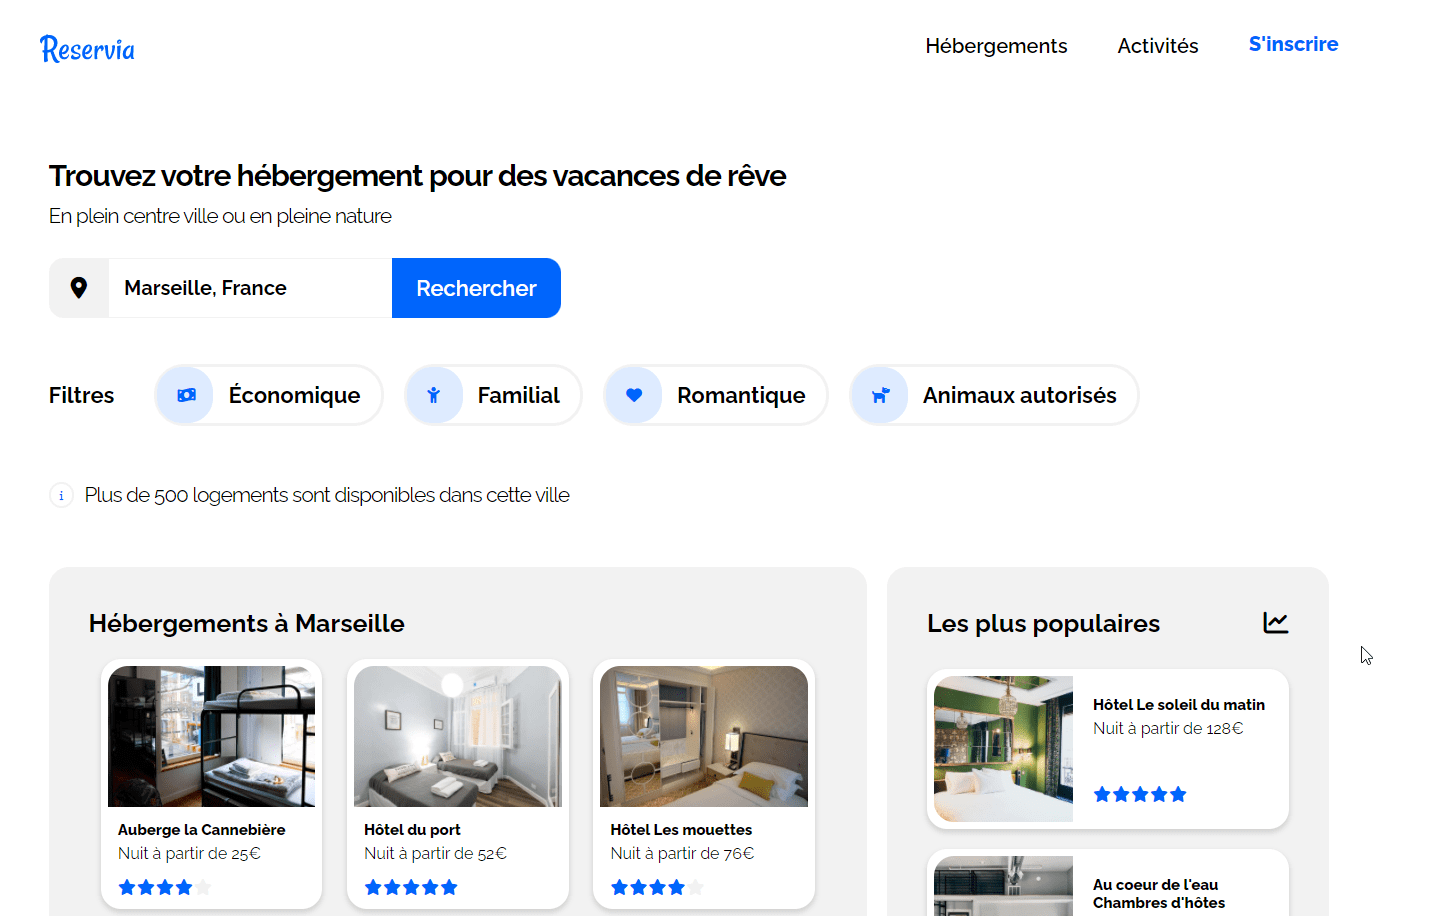 Reservia
Hébergements
Activités
S'inscrire
Trouvez votre hébergement pour des vacances de rêve
En plein centre ville ou en pleine nature
Marseille, France
Rechercher
Filtres
Économique
Familial
Romantique
Animaux autorisés
i
Plus de 500 logements sont disponibles dans cette ville
Hébergements à Marseille
Auberge la Cannebière
Nuit à partir de 25€
Hôtel du port
Nuit à partir de 52€
Hôtel Les mouettes
Nuit à partir de 76€
Les plus populaires
Hôtel Le soleil du matin
Nuit à partir de 128€
Au coeur de l'eau
Chambres d'hôtes